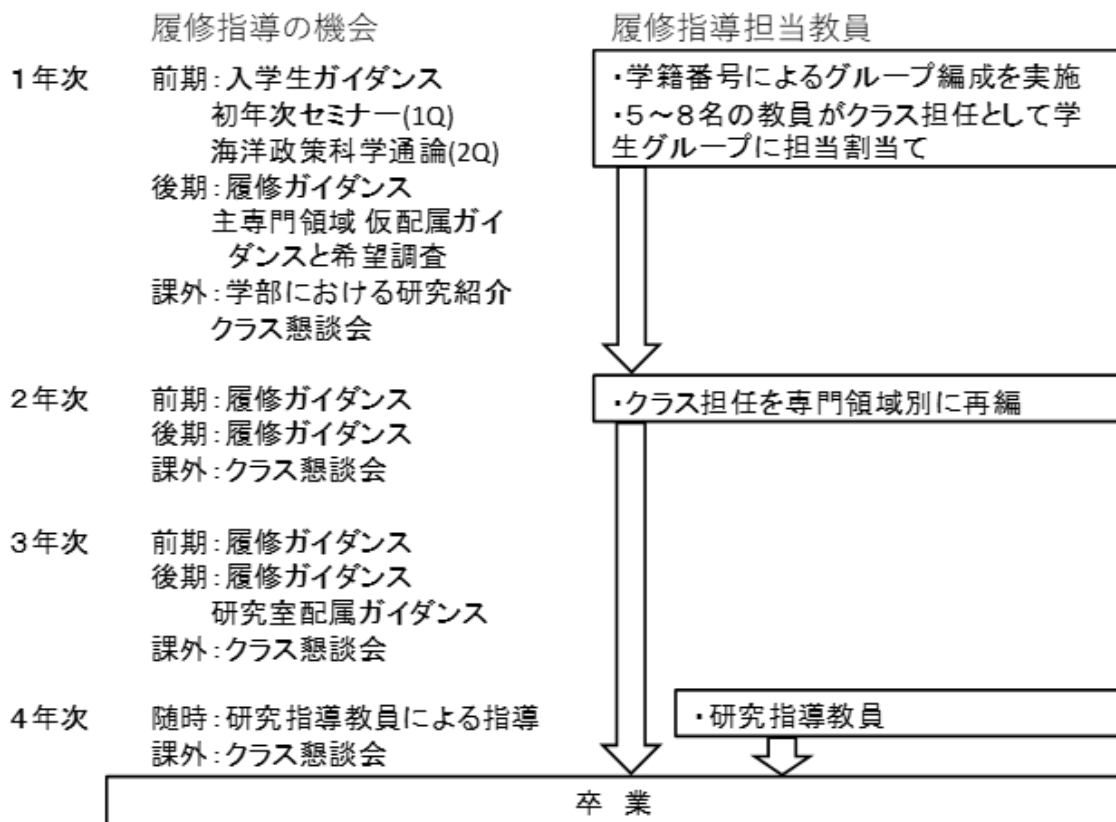 履修指導の機会
履修指導担当教員
1年次
前期:入学生ガイダンス
初年次セミナー(1Q)
海洋政策科学通論(2Q)
後期:履修ガイダンス
主専門領域 仮配属ガイ
ダンスと希望調査
課外:学部における研究紹介
クラス懇談会
・学籍番号によるグループ編成を実施
・5～8名の教員がクラス担任として学
生グループに担当割当て
2年次
前期:履修ガイダンス
後期:履修ガイダンス
課外:クラス懇談会
・クラス担任を専門領域別に再編
3年次
前期:履修ガイダンス
後期:履修ガイダンス
研究室配属ガイダンス
課外:クラス懇談会
4年次
随時:研究指導教員による指導
課外:クラス懇談会
・研究指導教員
卒 業